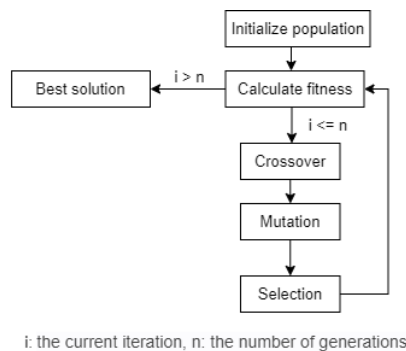 Initialize population
Best solution
i > n
Calculate fitness
i <= n
Crossover
Mutation
Selection
i: the current iteration, n: the number of generations